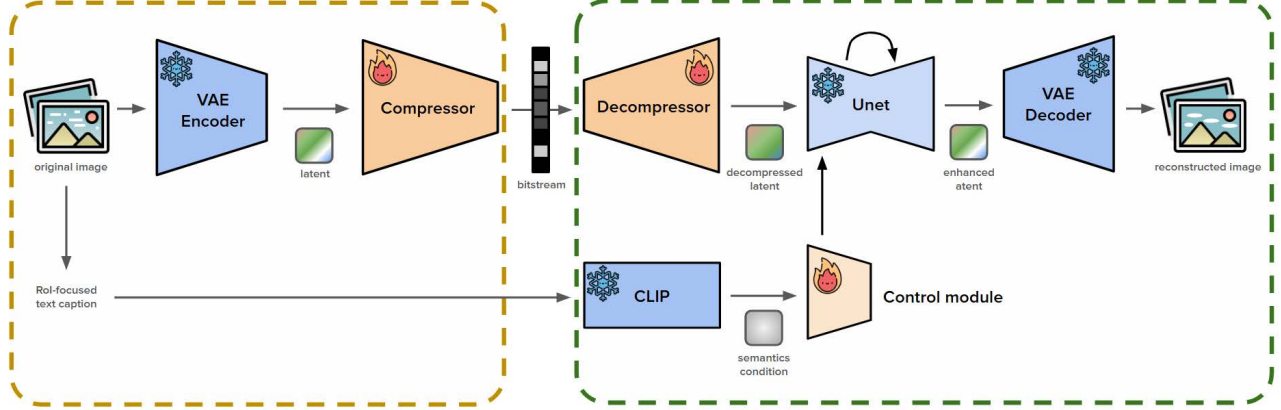 VAE
Encoder
Compressor
Decompressor
Unet
VAE
Decoder
original image
latent
bitstream
decompressed
latent
enhanced
atent
reconstructed image
RoI-focused
text caption
CLIP
Control module
semantics
condition